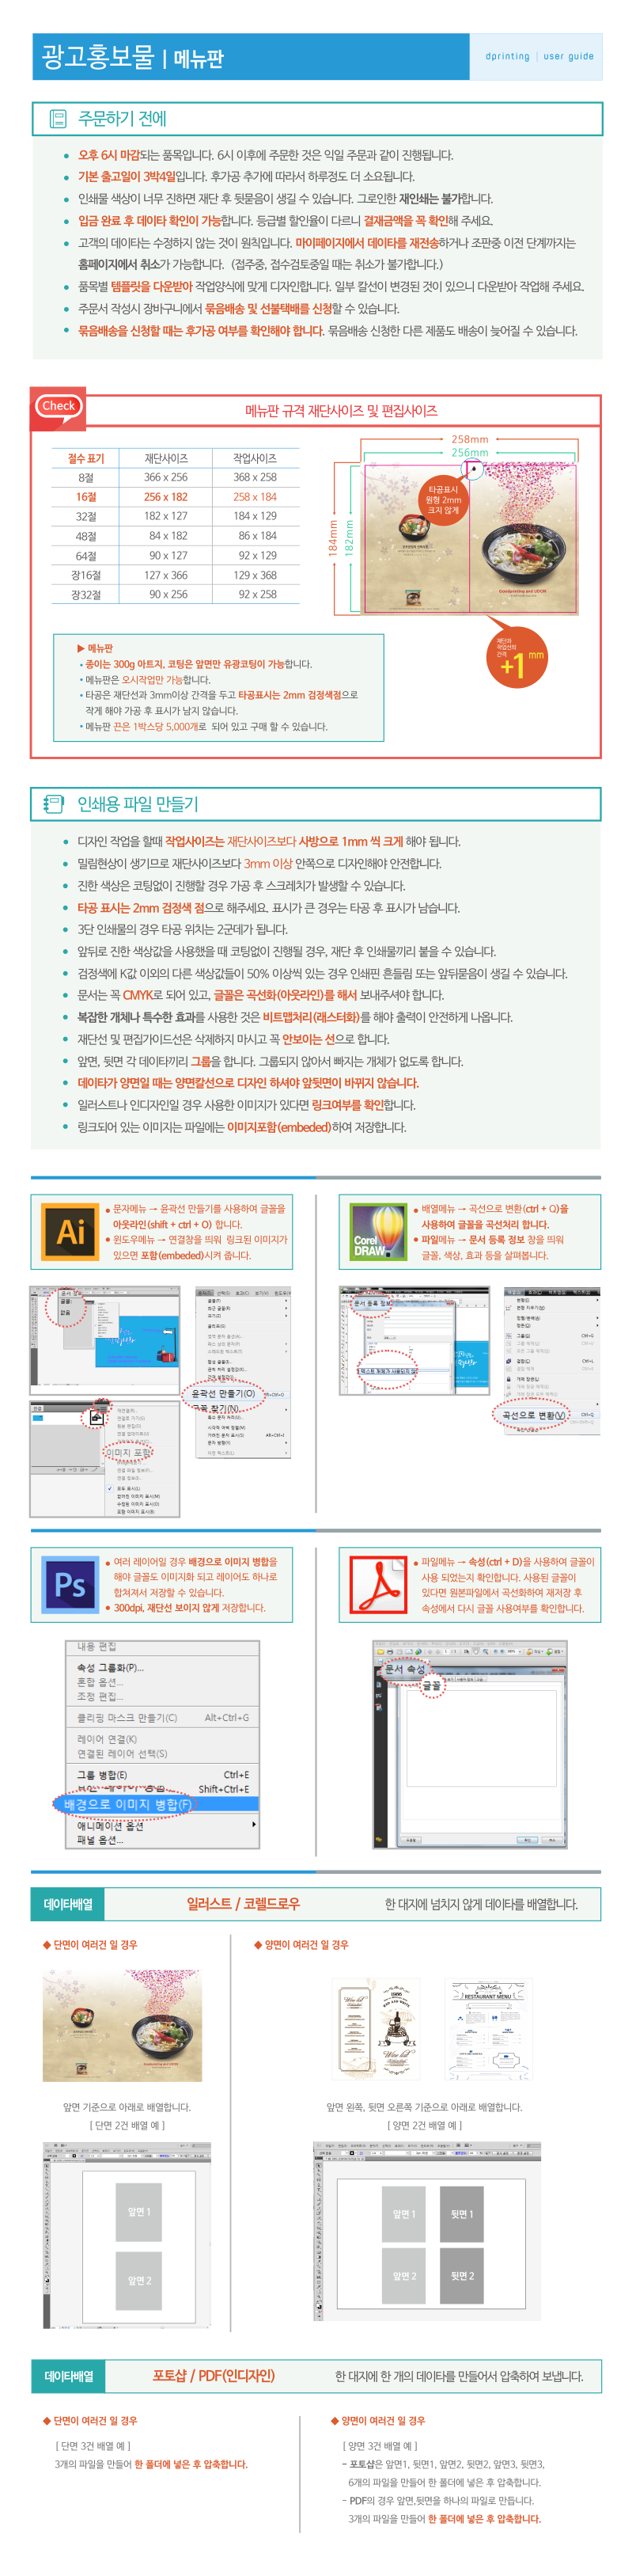 광고홍보물 | 메뉴판
dprinting | user guide
주문하기 전에
오후 6시 마감되는 품목입니다. 6시 이후에 주문한 것은 익일 주문과 같이 진행됩니다.
기본 출고일이 3박4일입니다. 후가공 추가에 따라서 하루정도 더 소요됩니다.
인쇄물 색상이 너무 진하면 재단 후 뒷묻음이 생길 수 있습니다. 그로인한 재인쇄는 불가합니다.
입금 완료 후 데이타 확인이 가능합니다. 등급별 할인율이 다르니 결재금액을 꼭 확인해 주세요.
고객의 데이타는 수정하지 않는 것이 원칙입니다. 마이페이지에서 데이타를 재전송하거나 조판중 이전 단계까지는
홈페이지에서 취소가 가능합니다. (접주중, 접수검토중일 때는 취소가 불가합니다.)
품목별 템플릿을 다운받아 작업양식에 맞게 디자인합니다. 일부 칼선이 변경된 것이 있으니 다운받아 작업해 주세요.
주문서 작성시 장바구니에서 묶음배송 및 선불택배를 신청할 수 있습니다.
묶음배송을 신청할 때는 후가공 여부를 확인해야 합니다. 묶음배송 신청한 다른 제품도 배송이 늦어질 수 있습니다.
Check
메뉴판 규격 재단사이즈 및 편집사이즈
절수 표기 재단사이즈 작업사이즈
8절 366 x 256 368 x 258
16절 256 x 182 258 x 184
32절 182 x 127 184 x 129
48절 84 x 182 86 x 184
64절 90 x 127 92 x 129
장16절 127 x 366 129 x 368
장32절 90 x 256 92 x 258
258mm
256mm
184mm
182mm
타공표시
원형 2mm
크지 않게
재단과
작업선의
간격
+1 mm
▶ 메뉴판
• 종이는 300g 아트지, 코팅은 앞면만 유광코팅이 가능합니다.
• 메뉴판은 오시작업만 가능합니다.
• 타공은 재단선과 3mm이상 간격을 두고 타공표시는 2mm 검정색점으로
작게 해야 가공 후 표시가 남지 않습니다.
• 메뉴판 끈은 1박스당 5,000개로 되어 있고 구매 할 수 있습니다.
인쇄용 파일 만들기
디자인 작업을 할때 작업사이즈는 재단사이즈보다 사방으로 1mm 씩 크게 해야 됩니다.
밀림현상이 생기므로 재단사이즈보다 3mm 이상 안쪽으로 디자인해야 안전합니다.
진한 색상은 코팅없이 진행할 경우 가공 후 스크레치가 발생할 수 있습니다.
타공 표시는 2mm 검정색 점으로 해주세요. 표시가 큰 경우는 타공 후 표시가 남습니다.
3단 인쇄물의 경우 타공 위치는 2군데가 됩니다.
앞뒤로 진한 색상값을 사용했을 때 코팅없이 진행될 경우, 재단 후 인쇄물끼리 붙을 수 있습니다.
검정색에 K값 이외의 다른 색상값들이 50% 이상씩 있는 경우 인쇄핀 흔들림 또는 앞뒤묻음이 생길 수 있습니다.
문서는 꼭 CMYK로 되어 있고, 글꼴은 곡선화(아웃라인)를 해서 보내주셔야 합니다.
복잡한 개체나 특수한 효과를 사용한 것은 비트맵처리(래스터화)를 해야 출력이 안전하게 나옵니다.
재단선 및 편집가이드선은 삭제하지 마시고 꼭 안보이는 선으로 합니다.
앞면, 뒷면 각 데이타끼리 그룹을 합니다. 그룹되지 않아서 빠지는 개체가 없도록 합니다.
데이타가 양면일 때는 양면칼선으로 디자인 하셔야 앞뒷면이 바뀌지 않습니다.
일러스트나 인디자인일 경우 사용한 이미지가 있다면 링크여부를 확인합니다.
링크되어 있는 이미지는 파일에는 이미지포함(embeded)하여 저장합니다.
Ai
문자메뉴 → 윤곽선 만들기를 사용하여 글꼴을
아웃라인(shift + ctrl + O) 합니다.
윈도우메뉴 → 연결창을 띄워 링크된 이미지가
있으면 포함(embeded)시켜 줍니다.
Corel
DRAW
배열메뉴 → 곡선으로 변환(ctrl + Q)을
사용하여 글꼴을 곡선처리 합니다.
파일메뉴 → 문서 등록 정보 창을 띄워
글꼴, 색상, 효과 등을 살펴봅니다.
윤곽선 만들기(O)
이미지 포함
문서 등록 정보
곡선으로 변환(V)
Ps
여러 레이어일 경우 배경으로 이미지 병합을
해야 글꼴도 이미지화 되고 레이어도 하나로
합쳐져서 저장할 수 있습니다.
300dpi, 재단선 보이지 않게 저장합니다.
파일메뉴 → 속성(ctrl + D)을 사용하여 글꼴이
사용 되었는지 확인합니다. 사용된 글꼴이
있다면 원본파일에서 곡선화하여 재저장 후
속성에서 다시 글꼴 사용여부를 확인합니다.
내용 편집
속성 그룹화(P)...
혼합 옵션...
조정 편집...
클리핑 마스크 만들기(C) Alt+Ctrl+G
레이어 연결(K)
연결된 레이어 선택(S)
그룹 병합(E) Ctrl+E
Shift+Ctrl+E
배경으로 이미지 병합(F)
애니메이션 옵션
패널 옵션...
문서 속성
글꼴
데이타배열 일러스트 / 코렐드로우 한 대지에 넘치지 않게 데이타를 배열합니다.
◆ 단면이 여러건 일 경우
◆ 양면이 여러건 일 경우
RESTAURANT MENU
앞면 기준으로 아래로 배열합니다.
[ 단면 2건 배열 예 ]
앞면 왼쪽, 뒷면 오른쪽 기준으로 아래로 배열합니다.
[ 양면 2건 배열 예 ]
앞면 1
앞면 2
앞면 1 뒷면 1
앞면 2 뒷면 2
데이타배열 포토샵 / PDF(인디자인) 한 대지에 한 개의 데이타를 만들어서 압축하여 보냅니다.
◆ 단면이 여러건 일 경우
[ 단면 3건 배열 예 ]
3개의 파일을 만들어 한 폴더에 넣은 후 압축합니다.
◆ 양면이 여러건 일 경우
[ 양면 3건 배열 예 ]
- 포토샵은 앞면1, 뒷면1, 앞면2, 뒷면2, 앞면3, 뒷면3,
6개의 파일을 만들어 한 폴더에 넣은 후 압축합니다.
- PDF의 경우 앞면,뒷면을 하나의 파일로 만듭니다.
3개의 파일을 만들어 한 폴더에 넣은 후 압축합니다.